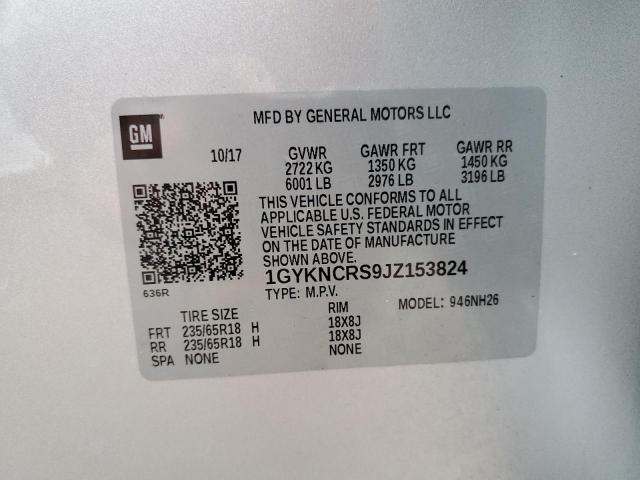 GM
MFD BY GENERAL MOTORS LLC
10/17 GVWR GAWR FRT GAWR RR
2722 KG 1350 KG 1450 KG
6001 LB 2976 LB 3196 LB
THIS VEHICLE CONFORMS TO ALL
APPLICABLE U.S. FEDERAL MOTOR
VEHICLE SAFETY STANDARDS IN EFFECT
ON THE DATE OF MANUFACTURE
SHOWN ABOVE.
1GYKNCRS9JZ153824
636R
TYPE: M.P.V. MODEL: 946NH26
TIRE SIZE RIM
FRT 235/65R18 H 18X8J
RR 235/65R18 H 18X8J
SPA NONE NONE